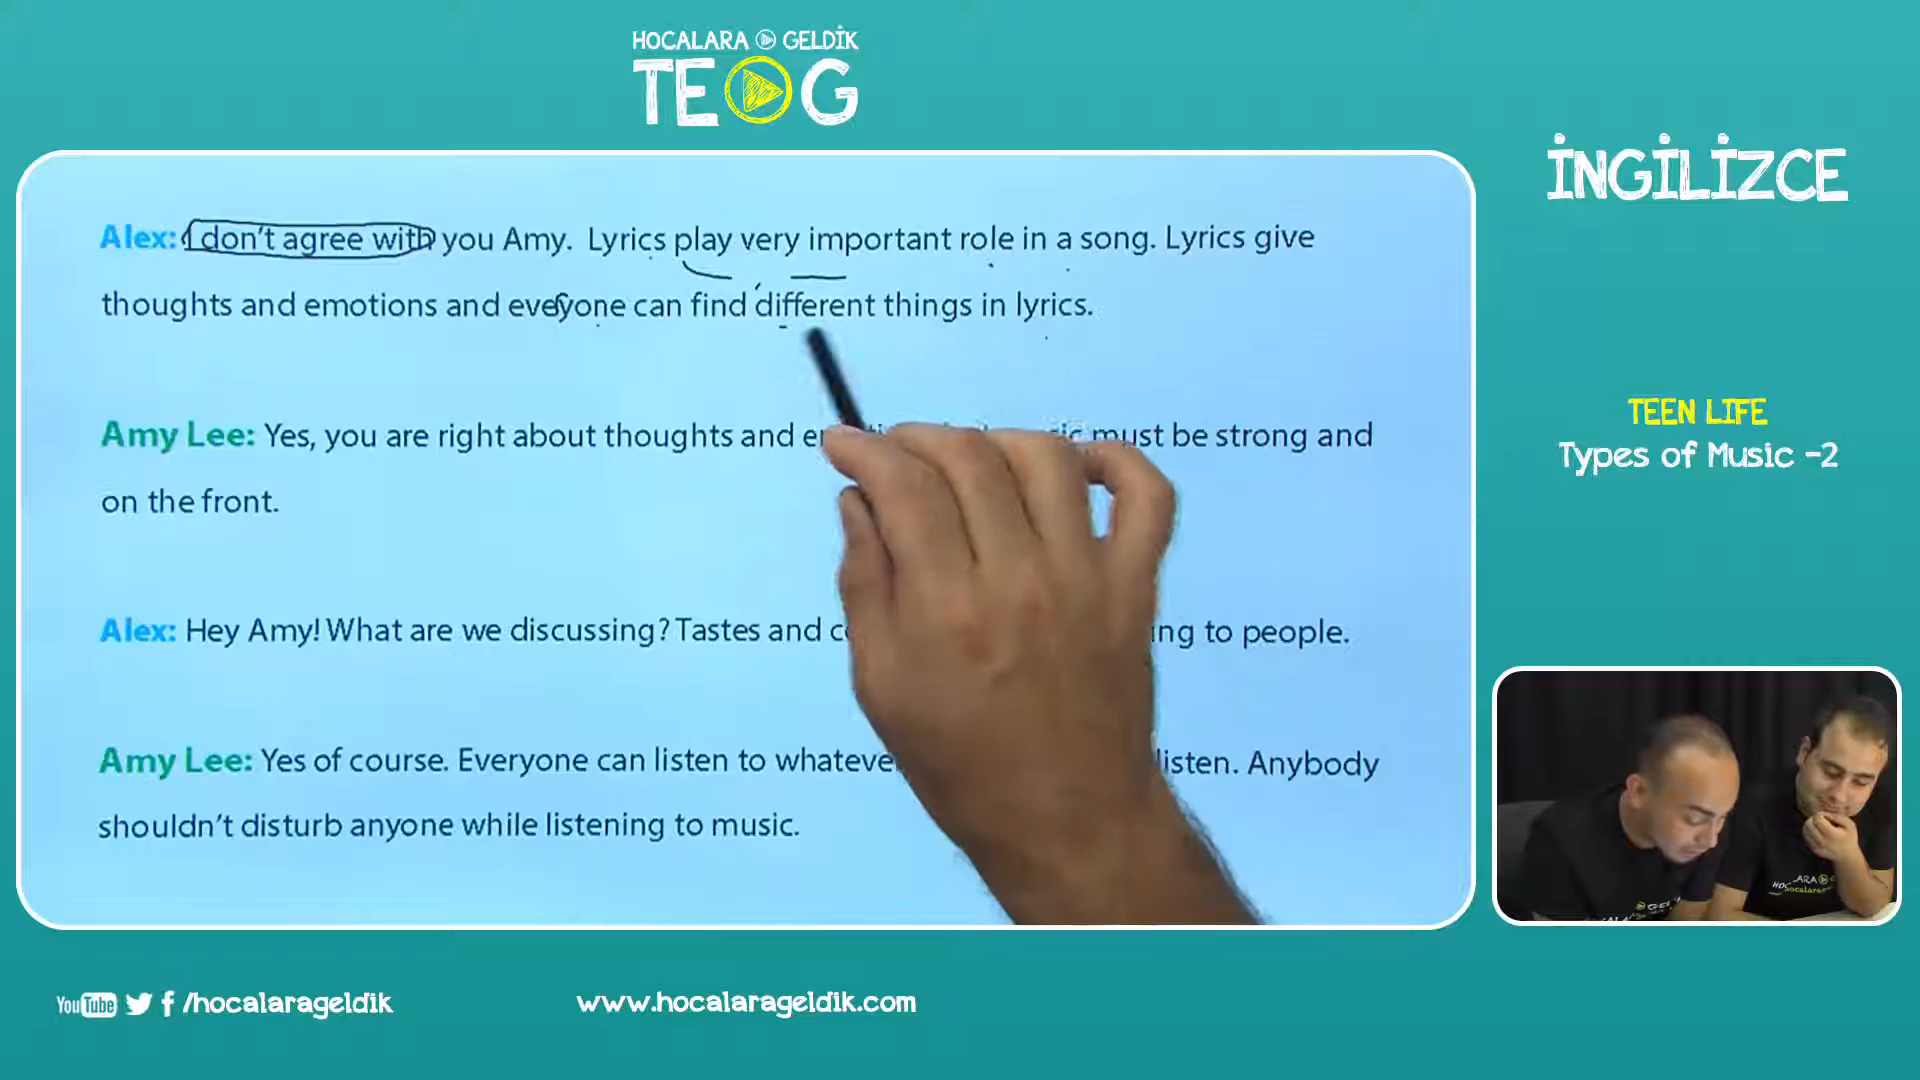 HOCALARA GELDİK
TEOG
İNGİLİZCE
Alex: I don't agree with you Amy. Lyrics play very important role in a song. Lyrics give
thoughts and emotions and everyone can find different things in lyrics.
TEEN LIFE
Types of Music -2
Amy Lee: Yes, you are right about thoughts and must be strong and
on the front.
Alex: Hey Amy! What are we discussing? Tastes and to people.
Amy Lee: Yes of course. Everyone can listen to listen. Anybody
shouldn't disturb anyone while listening to music.
YouTube /hocalarageldik
www.hocalarageldik.com